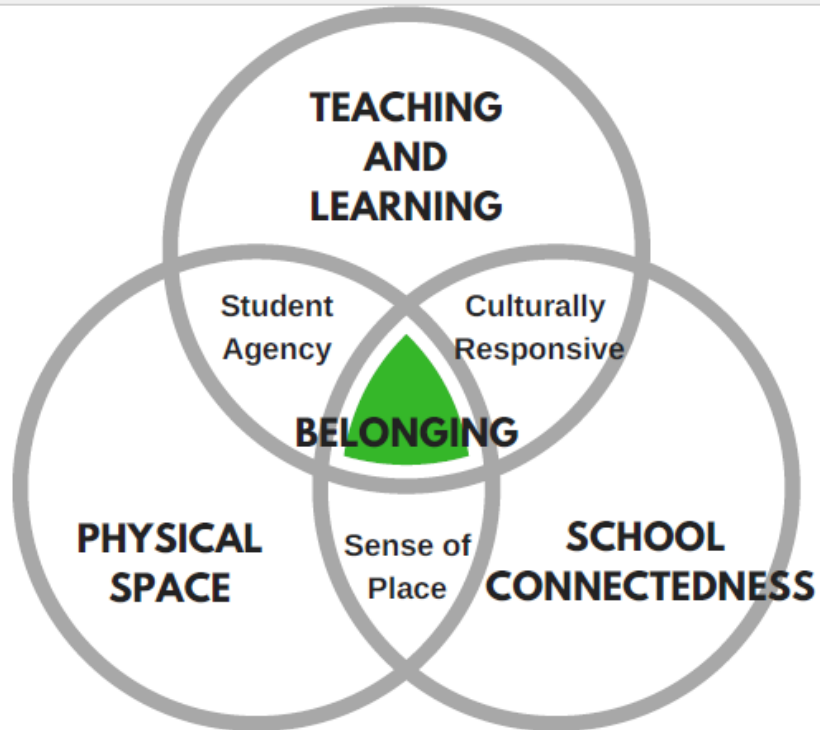 TEACHING
AND
LEARNING
Student
Agency
Culturally
Responsive
BELONGING
PHYSICAL
SPACE
Sense of
Place
SCHOOL
CONNECTEDNESS